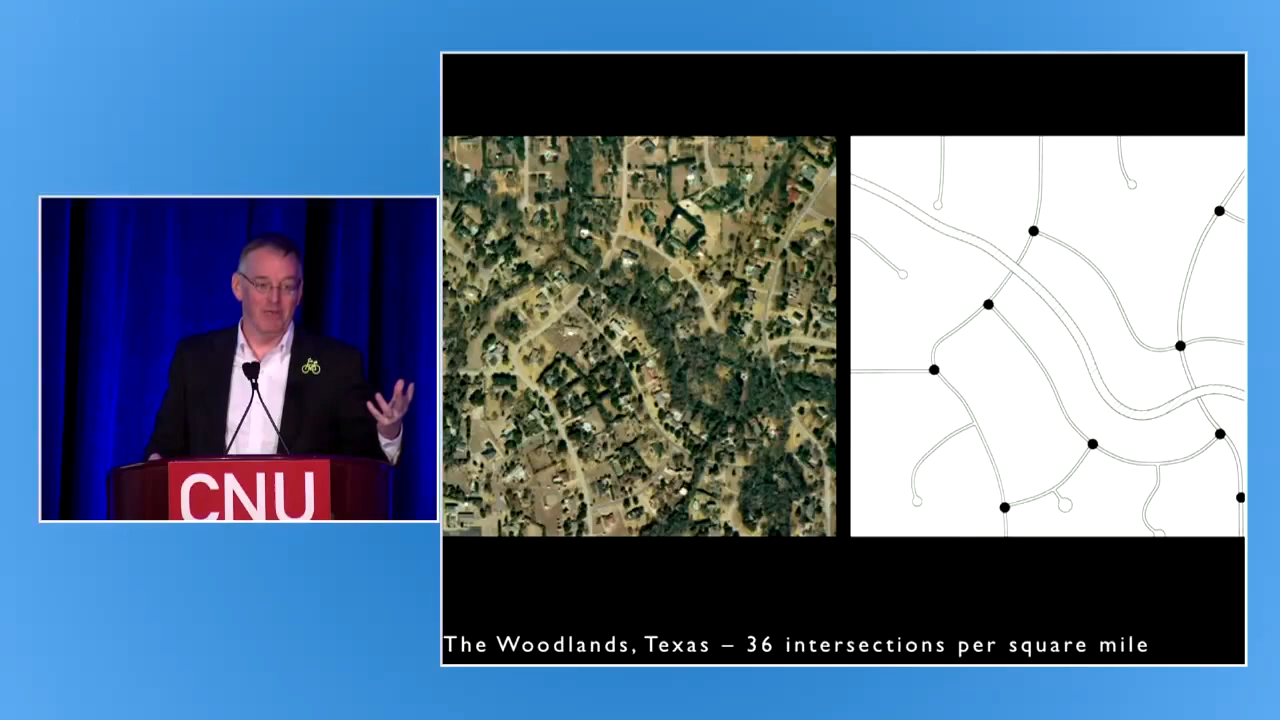 CNU
The Woodlands, Texas – 36 intersections per square mile